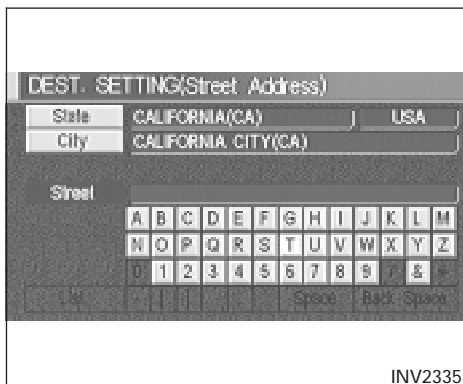 DEST. SETTING(Street Address)
State CALIFORNIA(CA) USA
City CALIFORNIA CITY(CA)
Street
A B C D E F G H I J K L M
N O P Q R S T U V W X Y Z
0 1 2 3 4 5 6 7 8 9 &
List Space Back Space
INV2335